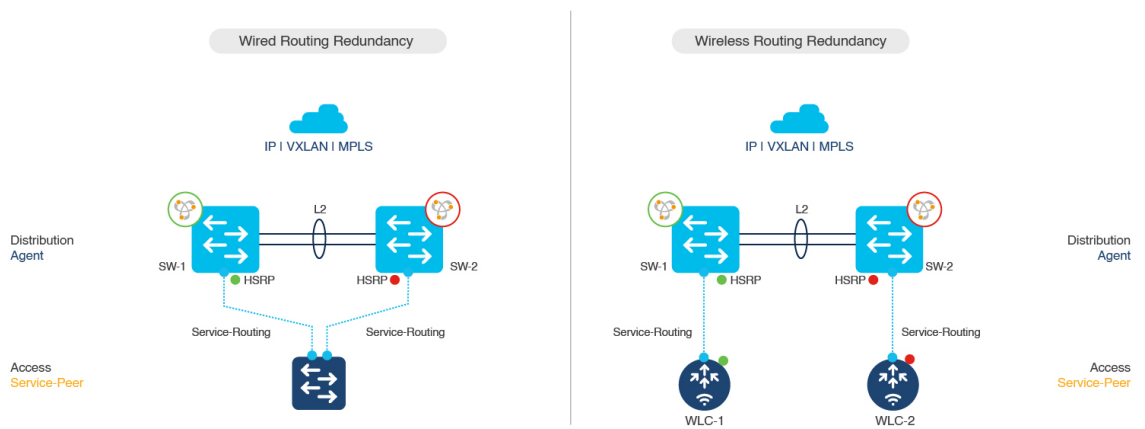 Wired Routing Redundancy
IP I VXLAN I MPLS
L2
Distribution
Agent
SW-1
SW-2
HSRP
HSRP
Service-Routing
Service-Routing
Access
Service-Peer
Wireless Routing Redundancy
IP I VXLAN I MPLS
L2
Distribution
Agent
SW-1
SW-2
HSRP
HSRP
Service-Routing
Service-Routing
Access
Service-Peer
WLC-1
WLC-2